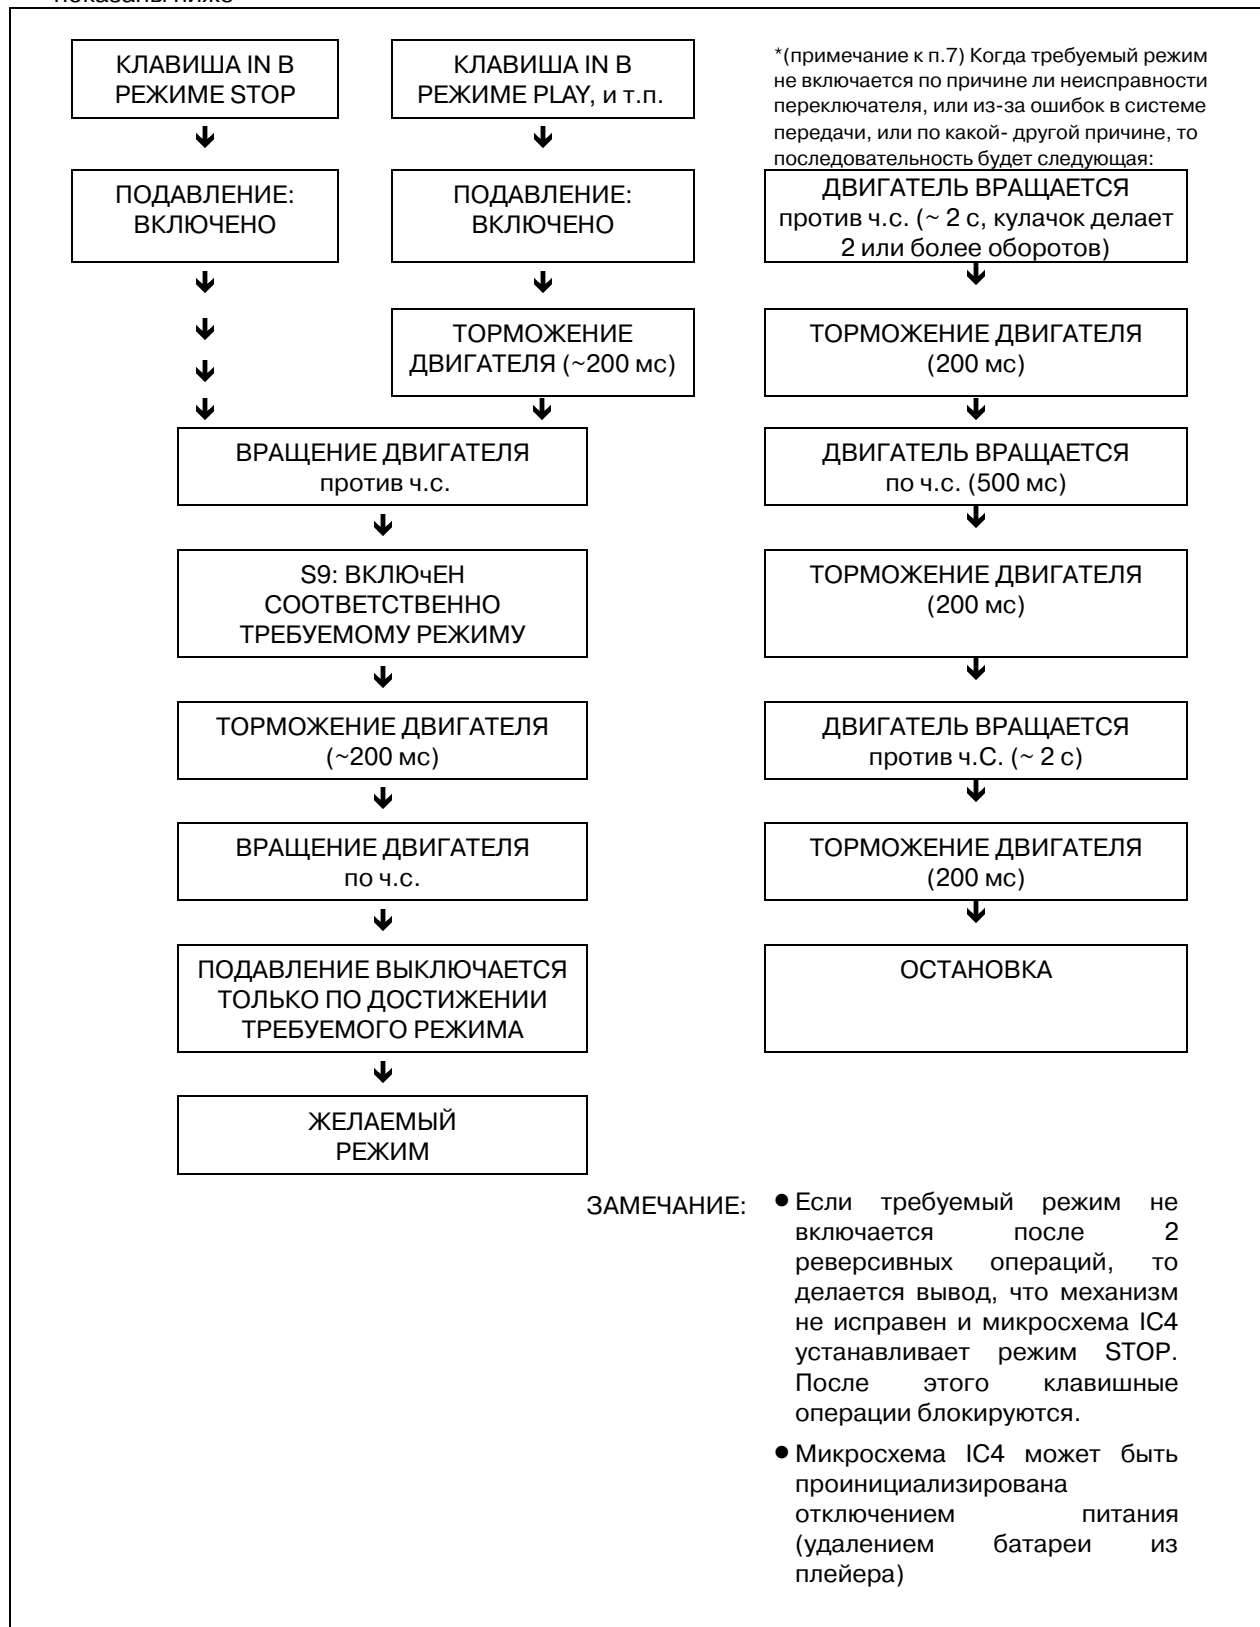 показаны ниже
КЛАВИША IN В
РЕЖИМЕ STOP
КЛАВИША IN В
РЕЖИМЕ PLAY, и т.п.
ПОДАВЛЕНИЕ:
ВКЛЮЧЕНО
ПОДАВЛЕНИЕ:
ВКЛЮЧЕНО
ТОРМОЖЕНИЕ
ДВИГАТЕЛЯ (~200 мс)
ВРАЩЕНИЕ ДВИГАТЕЛЯ
против ч.с.
S9: ВКЛЮчЕН
СООТВЕТСТВЕННО
ТРЕБУЕМОМУ РЕЖИМУ
ТОРМОЖЕНИЕ ДВИГАТЕЛЯ
(~200 мс)
ВРАЩЕНИЕ ДВИГАТЕЛЯ
по ч.с.
ПОДАВЛЕНИЕ ВЫКЛЮЧАЕТСЯ
ТОЛЬКО ПО ДОСТИЖЕНИИ
ТРЕБУЕМОГО РЕЖИМА
ЖЕЛАЕМЫЙ
РЕЖИМ
*(примечание к п.7) Когда требуемый режим
не включается по причине ли неисправности
переключателя, или из-за ошибок в системе
передачи, или по какой- другой причине, то
последовательность будет следующая:
ДВИГАТЕЛЬ ВРАЩАЕТСЯ
против ч.с. (~ 2 с, кулачок делает
2 или более оборотов)
ТОРМОЖЕНИЕ ДВИГАТЕЛЯ
(200 мс)
ДВИГАТЕЛЬ ВРАЩАЕТСЯ
по ч.с. (500 мс)
ТОРМОЖЕНИЕ ДВИГАТЕЛЯ
(200 мс)
ДВИГАТЕЛЬ ВРАЩАЕТСЯ
против ч.С. (~ 2 с)
ТОРМОЖЕНИЕ ДВИГАТЕЛЯ
(200 мс)
ОСТАНОВКА
ЗАМЕЧАНИЕ:
● Если требуемый режим не
включается после 2
реверсивных операций, то
делается вывод, что механизм
не исправен и микросхема IC4
устанавливает режим STOP.
После этого клавишные
операции блокируются.
● Микросхема IC4 может быть
проинициализирована
отключением питания
(удалением батареи из
плейера)